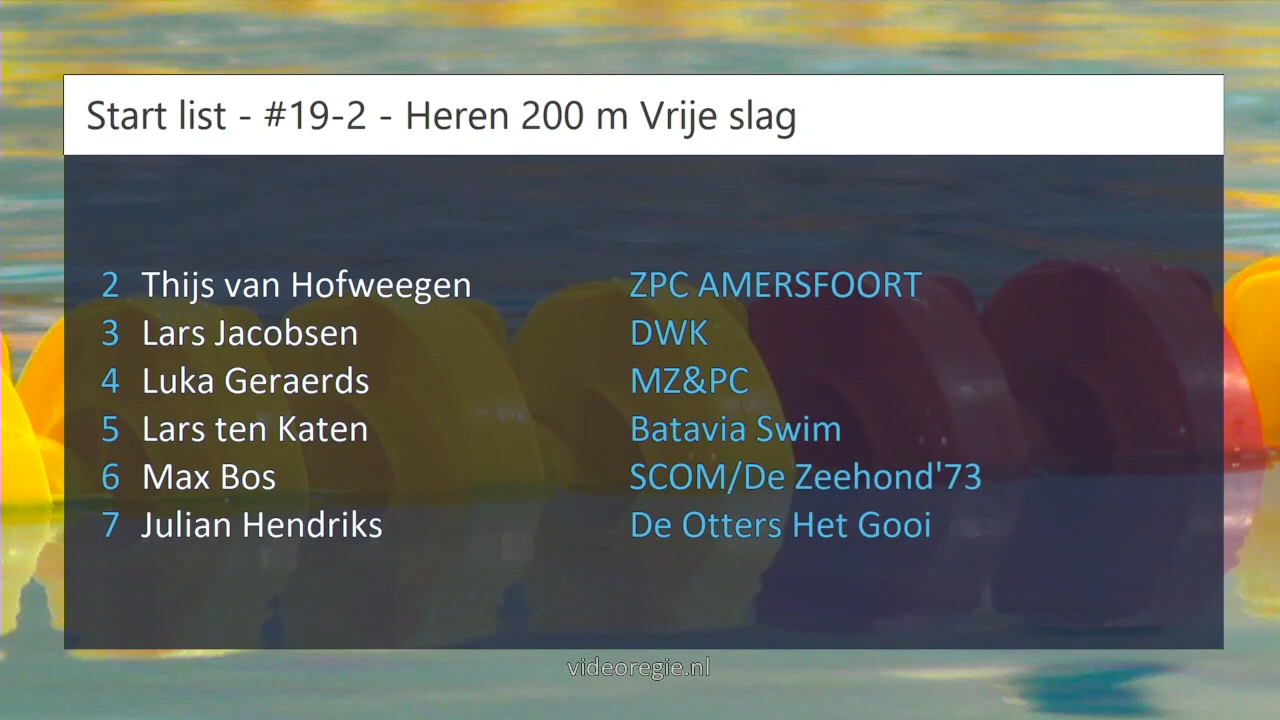 Start list - #19-2 - Heren 200 m Vrije slag
2 Thijs van Hofweegen ZPC AMERSFOORT
3 Lars Jacobsen DWK
4 Luka Geraerds MZ&PC
5 Lars ten Katen Batavia Swim
6 Max Bos SCOM/De Zeehond'73
7 Julian Hendriks De Otters Het Gooi
videoregie.nl